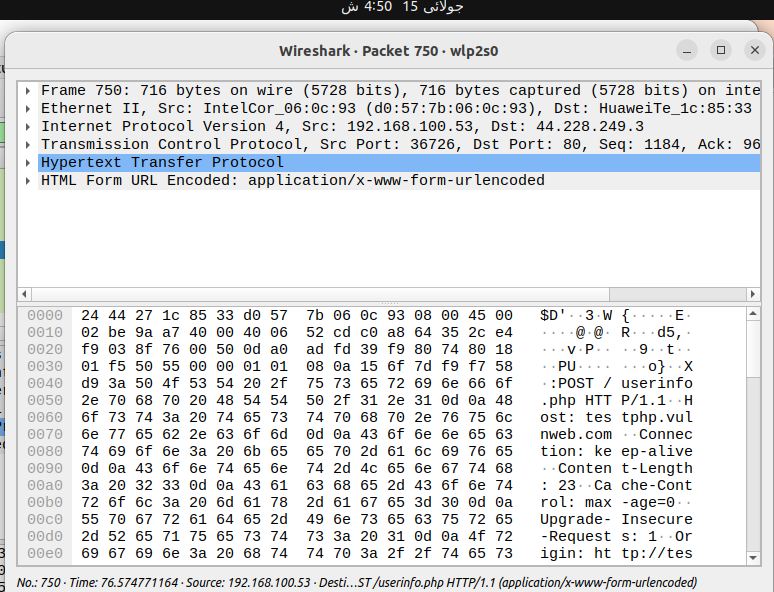 جولائی 15 4:50 ش
Wireshark · Packet 750 · wlp2s0
Frame 750: 716 bytes on wire (5728 bits), 716 bytes captured (5728 bits) on inte
Ethernet II, Src: IntelCor_06:0c:93 (d0:57:7b:06:0c:93), Dst: HuaweiTe_1c:85:33
Internet Protocol Version 4, Src: 192.168.100.53, Dst: 44.228.249.3
Transmission Control Protocol, Src Port: 36726, Dst Port: 80, Seq: 1184, Ack: 96
Hypertext Transfer Protocol
HTML Form URL Encoded: application/x-www-form-urlencoded
0000 24 44 27 1c 85 33 d0 57 7b 06 0c 93 08 00 45 00 $D'··3·W {·····E·
0010 02 be 9a a7 40 00 40 06 52 cd c0 a8 64 35 2c e4 ····@·@· R···d5,·
0020 f9 03 8f 76 00 50 0d a0 ad fd 39 f9 80 74 80 18 ···v·P·· ··9··t··
0030 01 f5 50 55 00 00 01 01 08 0a 15 6f 7d f9 f7 58 ··PU···· ···o}··X
0040 d9 3a 50 4f 53 54 20 2f 75 73 65 72 69 6e 66 6f ·:POST / userinfo
0050 2e 70 68 70 20 48 54 54 50 2f 31 2e 31 0d 0a 48 .php HTT P/1.1··H
0060 6f 73 74 3a 20 74 65 73 74 70 68 70 2e 76 75 6c ost: tes tphp.vul
0070 6e 77 65 62 2e 63 6f 6d 0d 0a 43 6f 6e 6e 65 63 nweb.com ··Connec
0080 74 69 6f 6e 3a 20 6b 65 65 70 2d 61 6c 69 76 65 tion: ke ep-alive
0090 0d 0a 43 6f 6e 74 65 6e 74 2d 4c 65 6e 67 74 68 ··Conten t-Length
00a0 3a 20 32 33 0d 0a 43 61 63 68 65 2d 43 6f 6e 74 : 23··Ca che-Cont
00b0 72 6f 6c 3a 20 6d 61 78 2d 61 67 65 3d 30 0d 0a rol: max -age=0··
00c0 55 70 67 72 61 64 65 2d 49 6e 73 65 63 75 72 65 Upgrade- Insecure
00d0 2d 52 65 71 75 65 73 74 73 3a 20 31 0d 0a 4f 72 -Request s: 1··Or
00e0 69 67 69 6e 3a 20 68 74 74 70 3a 2f 2f 74 65 73 igin: ht tp://tes
No.: 750 · Time: 76.574771164 · Source: 192.168.100.53 · Desti…ST /userinfo.php HTTP/1.1 (application/x-www-form-urlencoded)